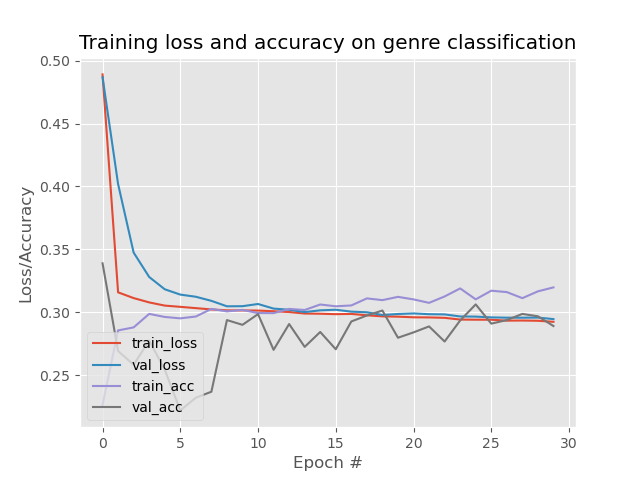 Training loss and accuracy on genre classification
0.50
0.45
0.40
0.35
0.30
0.25
Loss/Accuracy
train_loss
val_loss
train_acc
val_acc
0 5 10 15 20 25 30
Epoch #